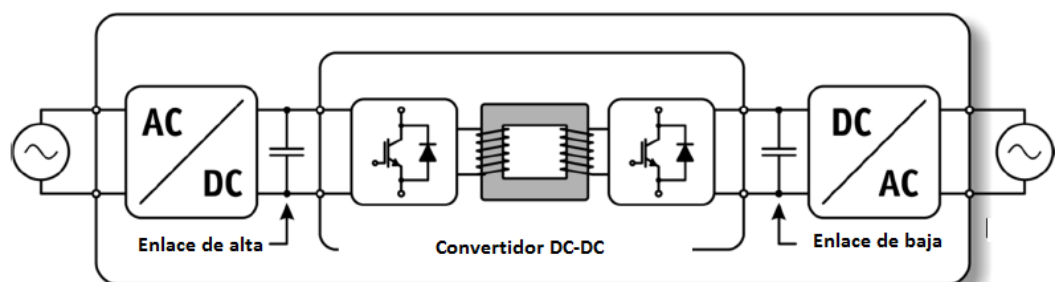 AC
DC
DC
AC
Enlace de alta
Convertidor DC-DC
Enlace de baja